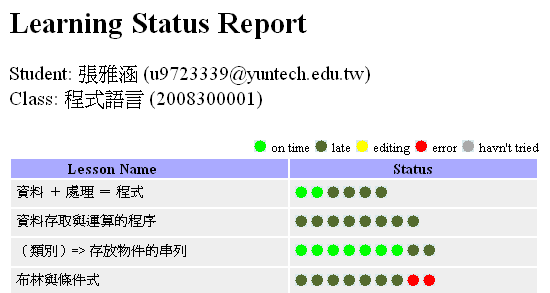 Learning Status Report
Student: 張雅涵 (u9723339@yuntech.edu.tw)
Class: 程式語言 (2008300001)
on time late editing error havn't tried
Lesson Name Status
資料 + 處理 = 程式
資料存取與運算的程序
（類別）=> 存放物件的串列
布林與條件式